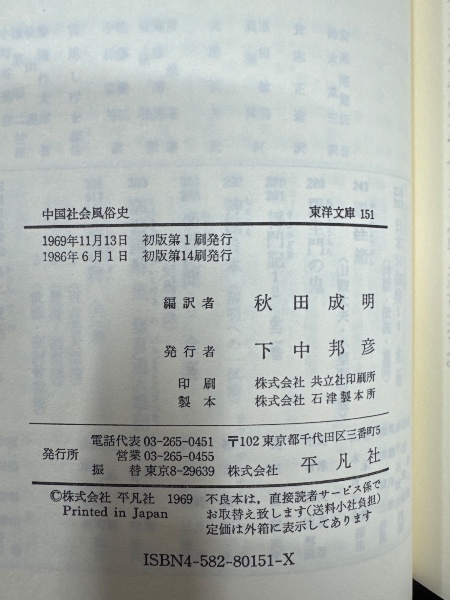 中国社会風俗史 東洋文庫 151
1969年11月13日 初版第1刷発行
1986年6月1日 初版第14刷発行
編訳者 秋田成明
発行者 下中邦彦
印刷 株式会社 共立社印刷所
製本 株式会社 石津製本所
電話代表03-265-0451 〒102 東京都千代田区三番町5
発行所 営業03-265-0455
振替 東京8-29639 株式会社 平凡社
©株式会社 平凡社 1969 不良本は，直接読者サービス係で
Printed in Japan お取替え致します(送料小社負担)
定価は外箱に表示してあります
ISBN4-582-80151-X